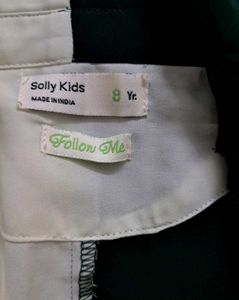 Solly Kids
MADE IN INDIA
8 Yr.
Follow Me